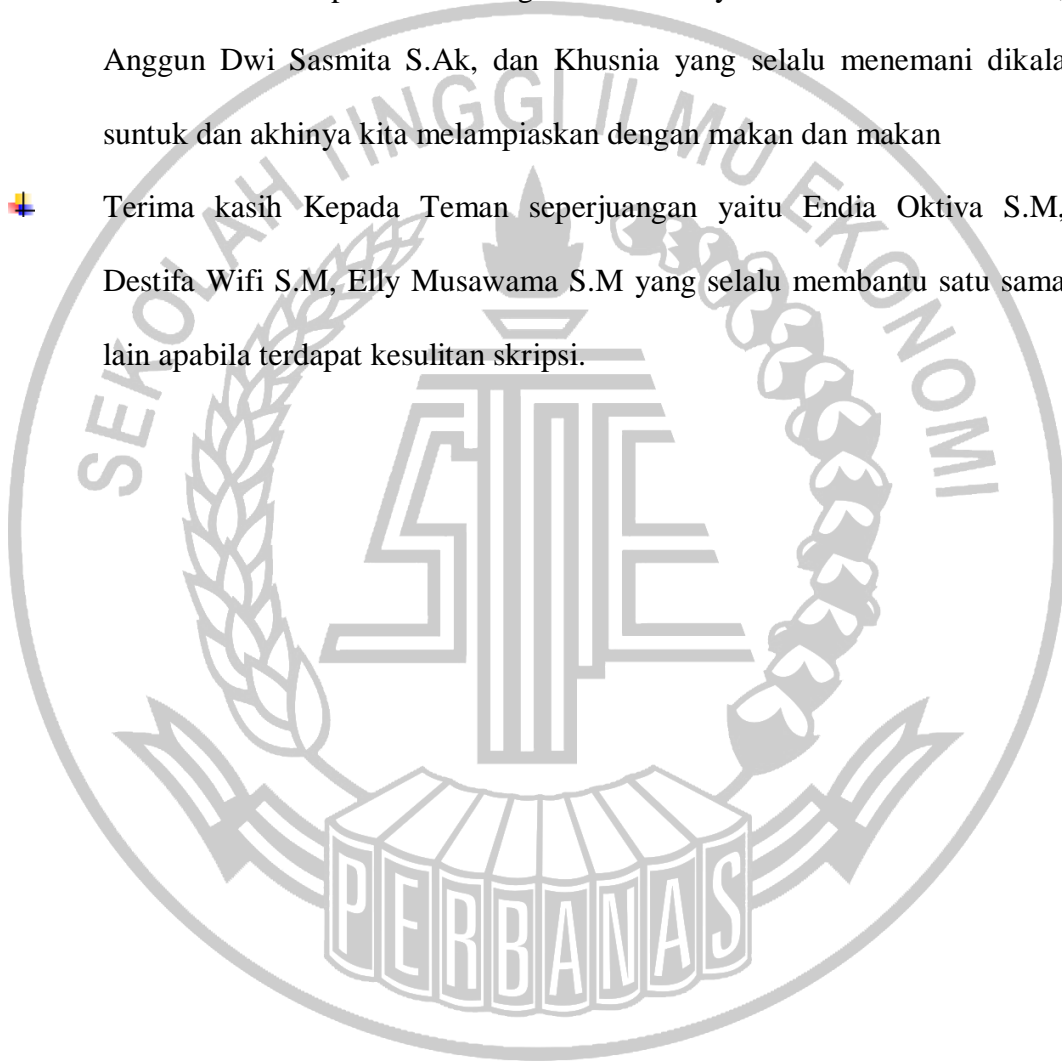 Anggun Dwi Sasmita S.Ak, dan Khusnia yang selalu menemani dikala
suntuk dan akhinya kita melampiaskan dengan makan dan makan
Terima kasih Kepada Teman seperjuangan yaitu Endia Oktiva S.M,
Destifa Wifi S.M, Elly Musawama S.M yang selalu membantu satu sama
lain apabila terdapat kesulitan skripsi.
SEKOLAH TINGGI ILMU EKONOMI
STIE
PERBANAS